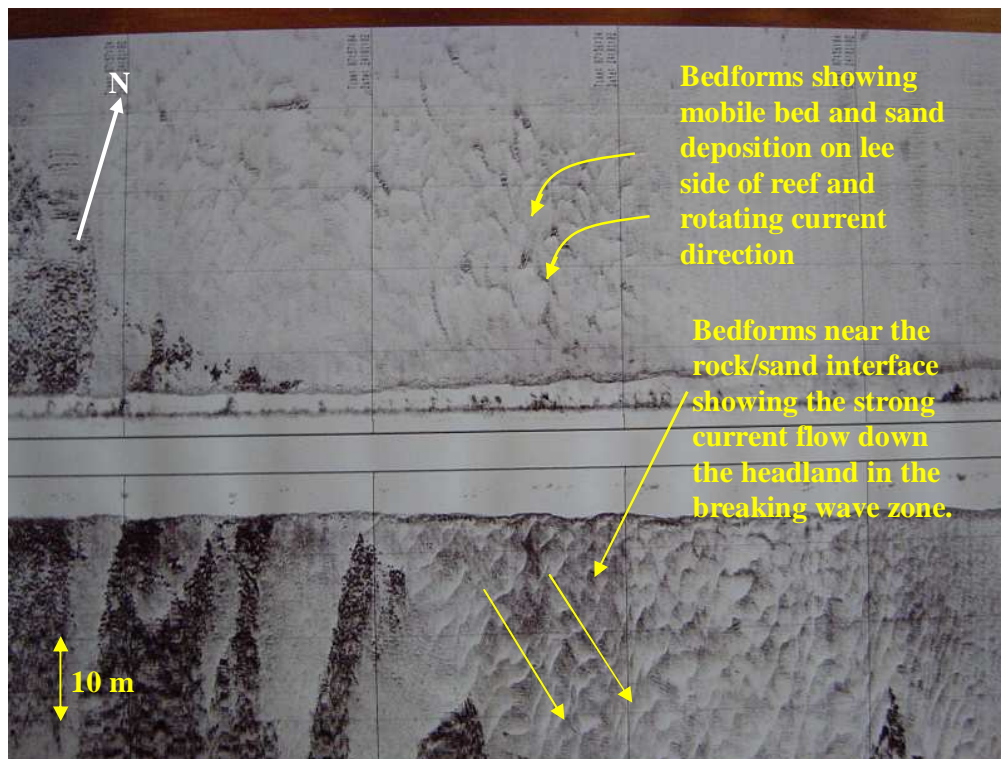 N
Bedforms showing
mobile bed and sand
deposition on lee
side of reef and
rotating current
direction
Bedforms near the
rock/sand interface
showing the strong
current flow down
the headland in the
breaking wave zone.
10 m